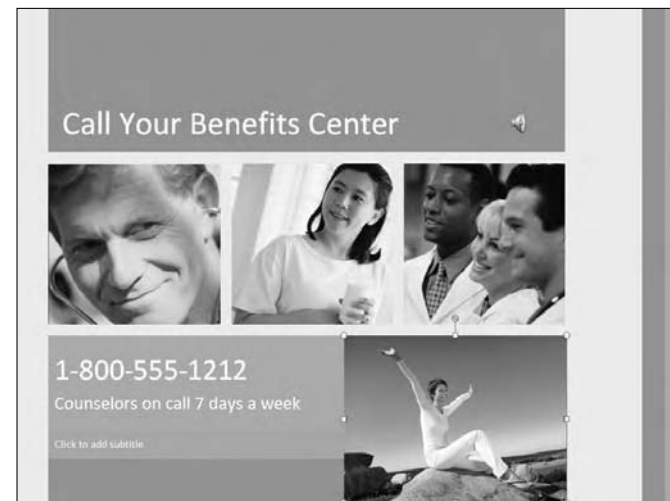 Call Your Benefits Center
1-800-555-1212
Counselors on call 7 days a week
Click to add subtitle